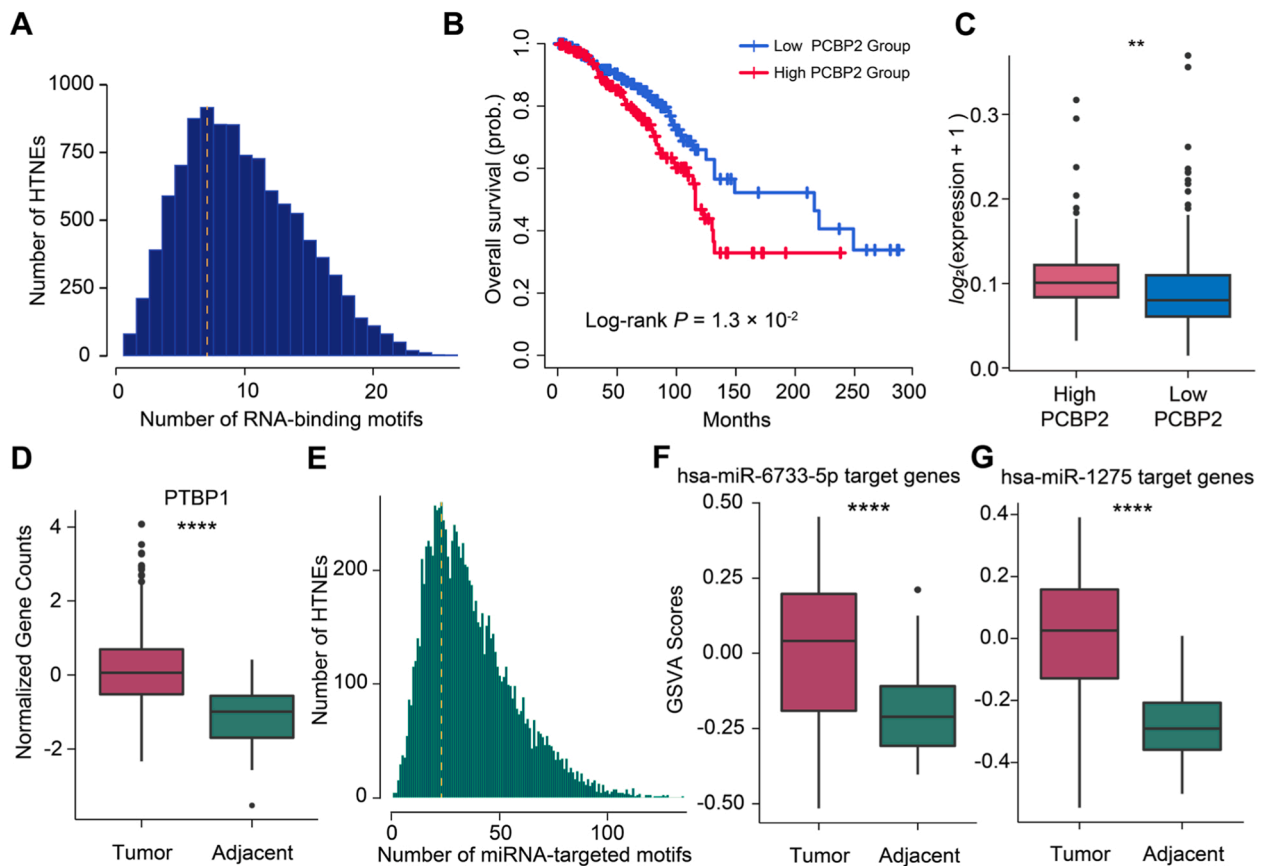 A
Number of HTNEs
1000
750
500
250
0
0 10 20
Number of RNA-binding motifs
B
Overall survival (prob.)
1.0
0.8
0.6
0.4
0.2
0.0
Low PCBP2 Group
High PCBP2 Group
Log-rank P = 1.3 × 10-2
0 50 100 150 200 250 300
Months
C
**
log₂(expression + 1 )
0.3
0.2
0.1
0.0
High
PCBP2
Low
PCBP2
D
PTBP1
****
Normalized Gene Counts
4
2
0
-2
Tumor Adjacent
E
Number of HTNEs
200
100
0
0 50 100
Number of miRNA-targeted motifs
F
hsa-miR-6733-5p target genes
****
GSVA Scores
0.50
0.25
0.00
-0.25
-0.50
Tumor Adjacent
G
hsa-miR-1275 target genes
****
0.4
0.2
0.0
-0.2
-0.4
Tumor Adjacent